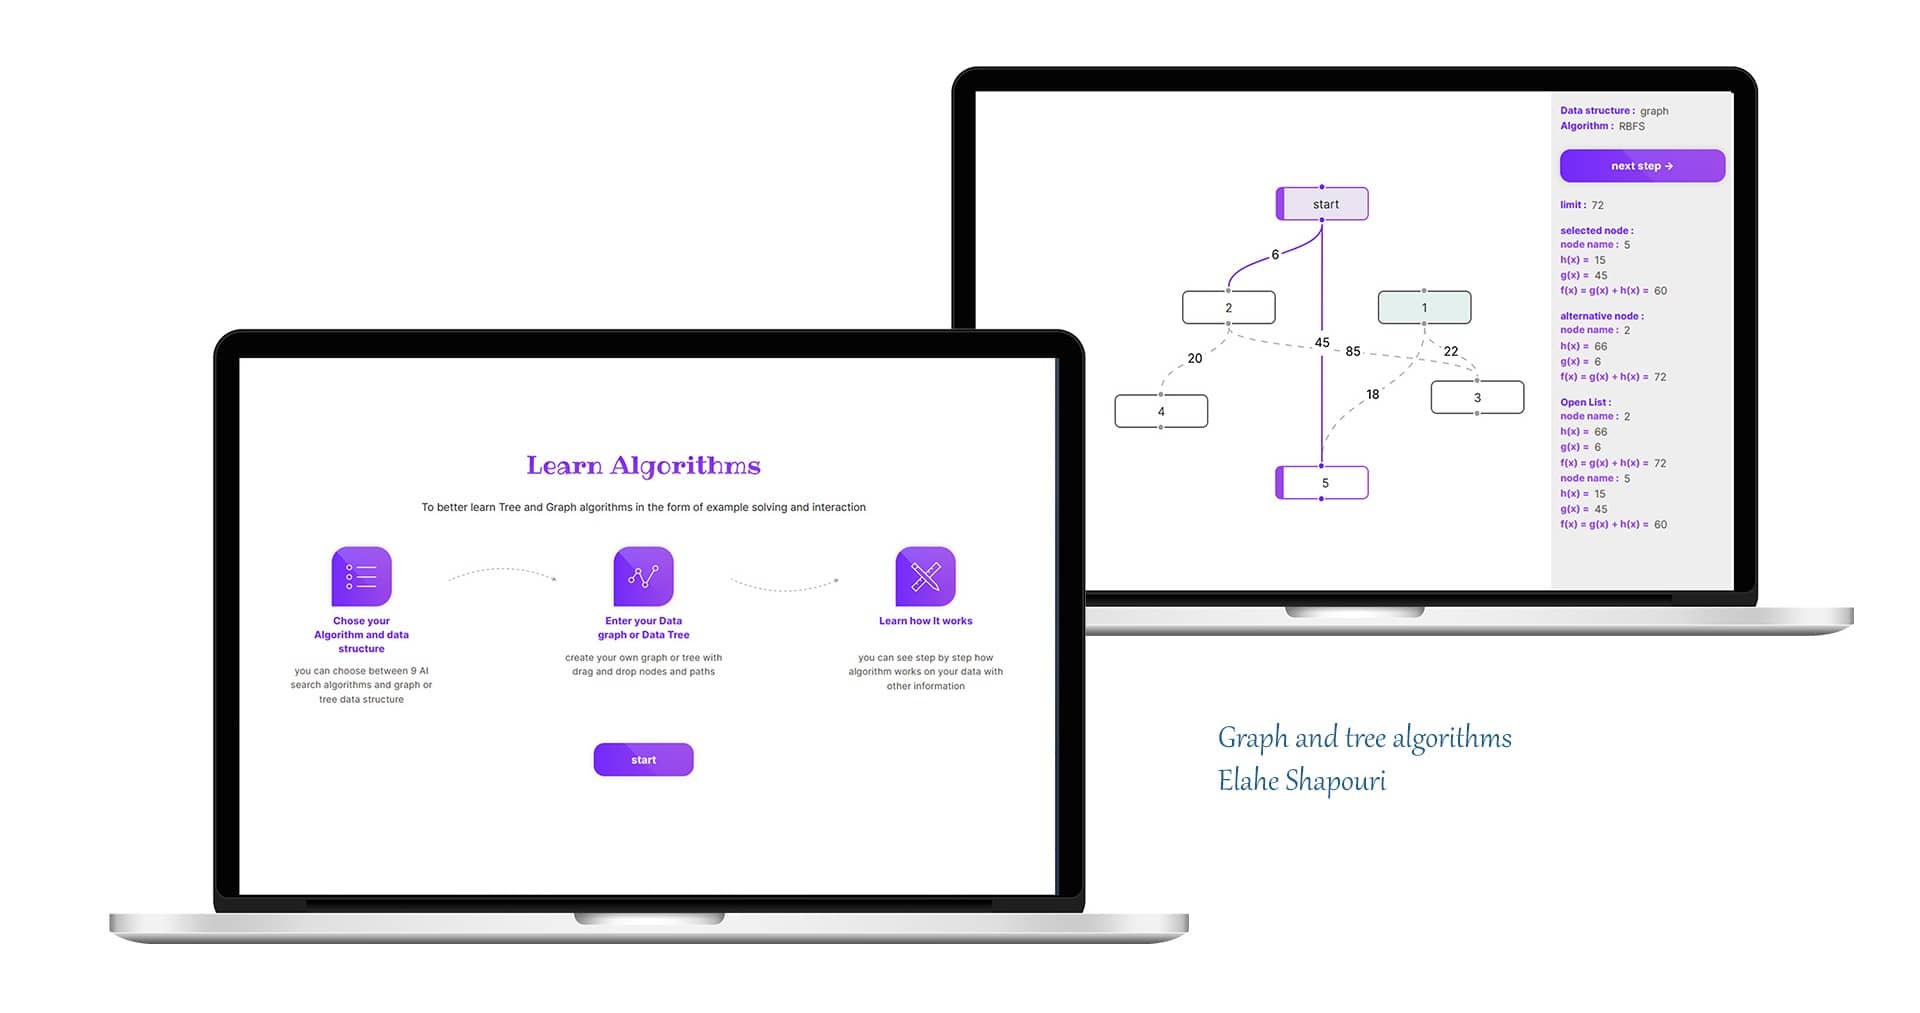 Learn Algorithms
To better learn Tree and Graph algorithms in the form of example solving and interaction
Chose your
Algorithm and data
structure
you can choose between 9 AI
search algorithms and graph or
tree data structure
Enter your Data
graph or Data Tree
create your own graph or tree with
drag and drop nodes and paths
Learn how It works
you can see step by step how
algorithm works on your data with
other information
start
start
6
2
1
45
85
22
20
18
4
3
5
Data structure : graph
Algorithm : RBFS
next step →
limit : 72
selected node :
node name : 5
h(x) = 15
g(x) = 45
f(x) = g(x) + h(x) = 60
alternative node :
node name : 2
h(x) = 66
g(x) = 6
f(x) = g(x) + h(x) = 72
Open List :
node name : 2
h(x) = 66
g(x) = 6
f(x) = g(x) + h(x) = 72
node name : 5
h(x) = 15
g(x) = 45
f(x) = g(x) + h(x) = 60
Graph and tree algorithms
Elahe Shapouri